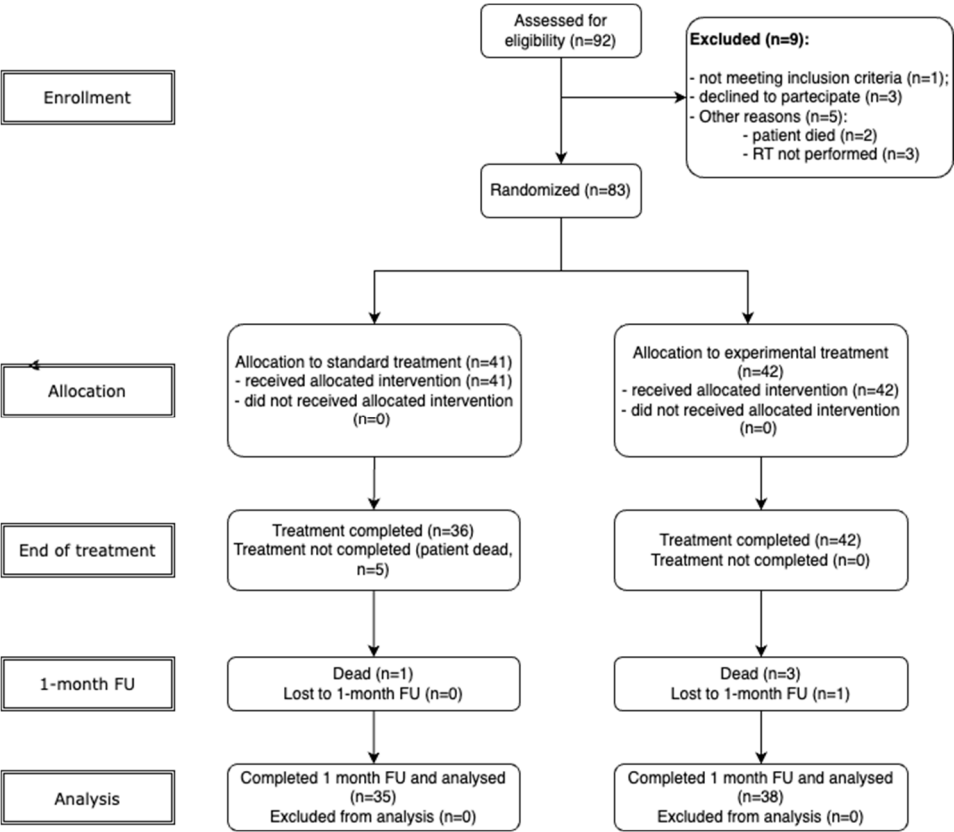 Assessed for
eligibility (n=92)
Excluded (n=9):
- not meeting inclusion criteria (n=1);
- declined to partecipate (n=3)
- Other reasons (n=5):
- patient died (n=2)
- RT not performed (n=3)
Enrollment
Randomized (n=83)
Allocation
Allocation to standard treatment (n=41)
- received allocated intervention (n=41)
- did not received allocated intervention
(n=0)
Allocation to experimental treatment
(n=42)
- received allocated intervention (n=42)
- did not received allocated intervention
(n=0)
End of treatment
Treatment completed (n=36)
Treatment not completed (patient dead,
n=5)
Treatment completed (n=42)
Treatment not completed (n=0)
1-month FU
Dead (n=1)
Lost to 1-month FU (n=0)
Dead (n=3)
Lost to 1-month FU (n=1)
Analysis
Completed 1 month FU and analysed
(n=35)
Excluded from analysis (n=0)
Completed 1 month FU and analysed
(n=38)
Excluded from analysis (n=0)